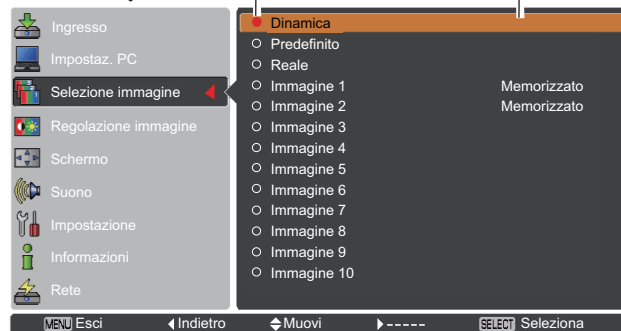 Ingresso
Impostaz. PC
Selezione immagine
Regolazione immagine
Schermo
Suono
Impostazione
Informazioni
Rete
Dinamica
Predefinito
Reale
Immagine 1 Memorizzato
Immagine 2 Memorizzato
Immagine 3
Immagine 4
Immagine 5
Immagine 6
Immagine 7
Immagine 8
Immagine 9
Immagine 10
MENU Esci Indietro Muovi ----- SELECT Seleziona